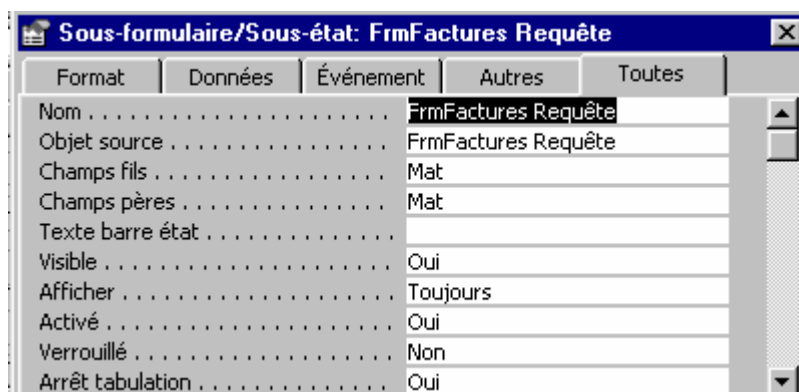 Sous-formulaire/Sous-état: FrmFactures Requête
Format Données Événement Autres Toutes
Nom . . . . . . . . . . . . . . . . . . . . . . FrmFactures Requête
Objet source . . . . . . . . . . . . . . . . FrmFactures Requête
Champs fils . . . . . . . . . . . . . . . . . Mat
Champs pères . . . . . . . . . . . . . . . Mat
Texte barre état . . . . . . . . . . . . . .
Visible . . . . . . . . . . . . . . . . . . . . . Oui
Afficher . . . . . . . . . . . . . . . . . . . . Toujours
Activé . . . . . . . . . . . . . . . . . . . . . Oui
Verrouillé . . . . . . . . . . . . . . . . . . . Non
Arrêt tabulation . . . . . . . . . . . . . . Oui